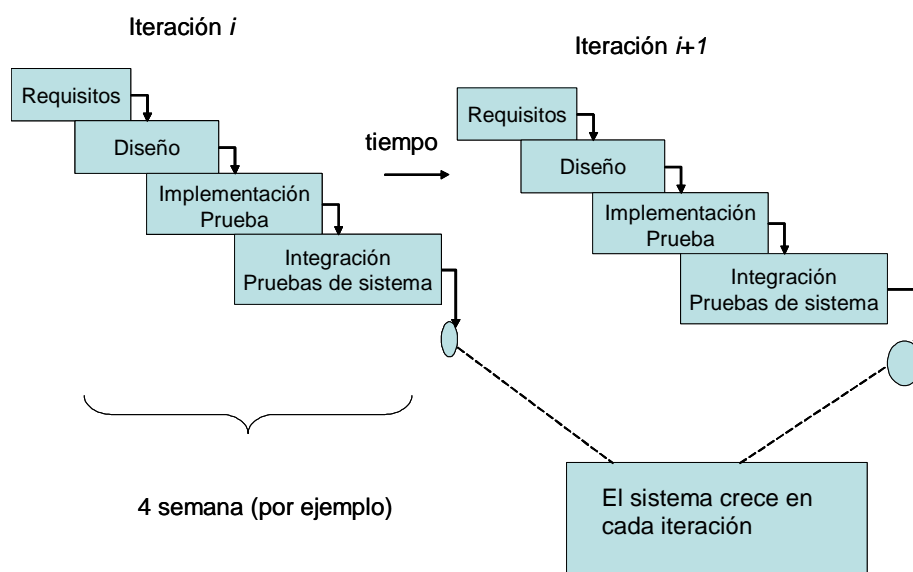 Iteración i
Requisitos
Diseño
Implementación
Prueba
Integración
Pruebas de sistema
tiempo
Iteración i+1
Requisitos
Diseño
Implementación
Prueba
Integración
Pruebas de sistema
4 semana (por ejemplo)
El sistema crece en
cada iteración